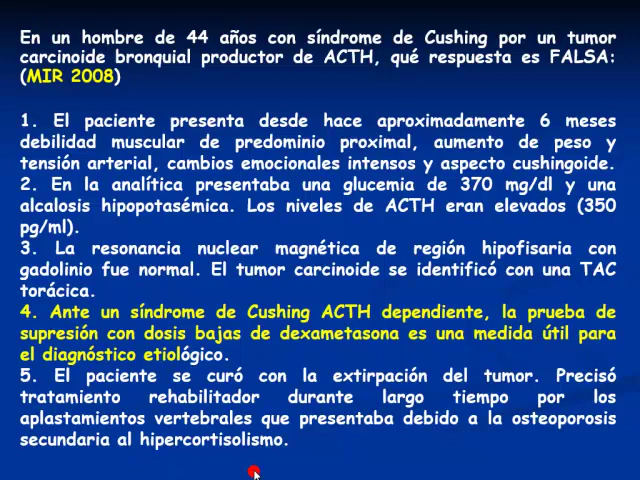 En un hombre de 44 años con síndrome de Cushing por un tumor
carcinoide bronquial productor de ACTH, qué respuesta es FALSA:
(MIR 2008)
1. El paciente presenta desde hace aproximadamente 6 meses
debilidad muscular de predominio proximal, aumento de peso y
tensión arterial, cambios emocionales intensos y aspecto cushingoide.
2. En la analítica presentaba una glucemia de 370 mg/dl y una
alcalosis hipopotasémica. Los niveles de ACTH eran elevados (350
pg/ml).
3. La resonancia nuclear magnética de región hipofisaria con
gadolinio fue normal. El tumor carcinoide se identificó con una TAC
torácica.
4. Ante un síndrome de Cushing ACTH dependiente, la prueba de
supresión con dosis bajas de dexametasona es una medida útil para
el diagnóstico etiológico.
5. El paciente se curó con la extirpación del tumor. Precisó
tratamiento rehabilitador durante largo tiempo por los
aplastamientos vertebrales que presentaba debido a la osteoporosis
secundaria al hipercortisolismo.